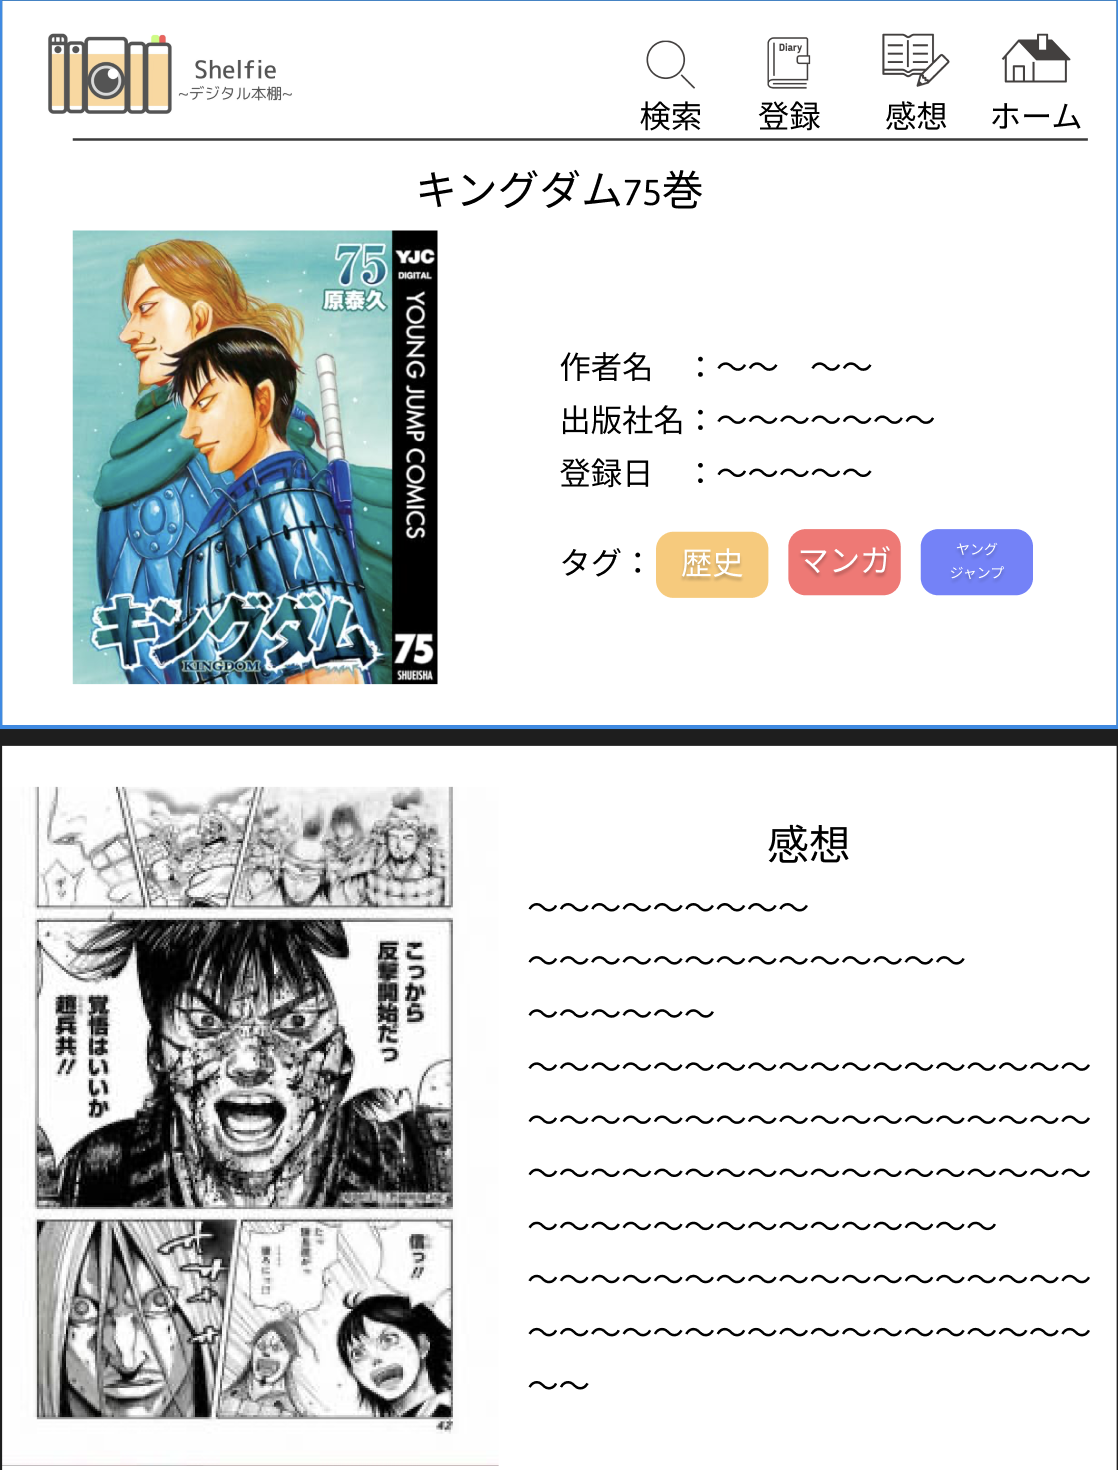 Shelfie
~デジタル本棚~
Diary
検索 登録 感想 ホーム
キングダム75巻
75
原泰久
YJC
DIGITAL
YOUNG JUMP COMICS
キングダム
KINGDOM
75
SHUEISHA
作者名 :〜〜 〜〜
出版社名:〜〜〜〜〜〜〜
登録日 :〜〜〜〜〜
タグ: 歴史 マンガ ヤング
ジャンプ
こっから
反撃開始だっ
覚悟はいいか
趙兵共!!
信っ!!
42
感想
〜〜〜〜〜〜〜〜〜
〜〜〜〜〜〜〜〜〜〜〜〜〜〜
〜〜〜〜〜〜
〜〜〜〜〜〜〜〜〜〜〜〜〜〜〜〜〜〜
〜〜〜〜〜〜〜〜〜〜〜〜〜〜〜〜〜〜
〜〜〜〜〜〜〜〜〜〜〜〜〜〜〜〜〜〜
〜〜〜〜〜〜〜〜〜〜〜〜〜〜〜
〜〜〜〜〜〜〜〜〜〜〜〜〜〜〜〜〜〜
〜〜〜〜〜〜〜〜〜〜〜〜〜〜〜〜〜〜
〜〜